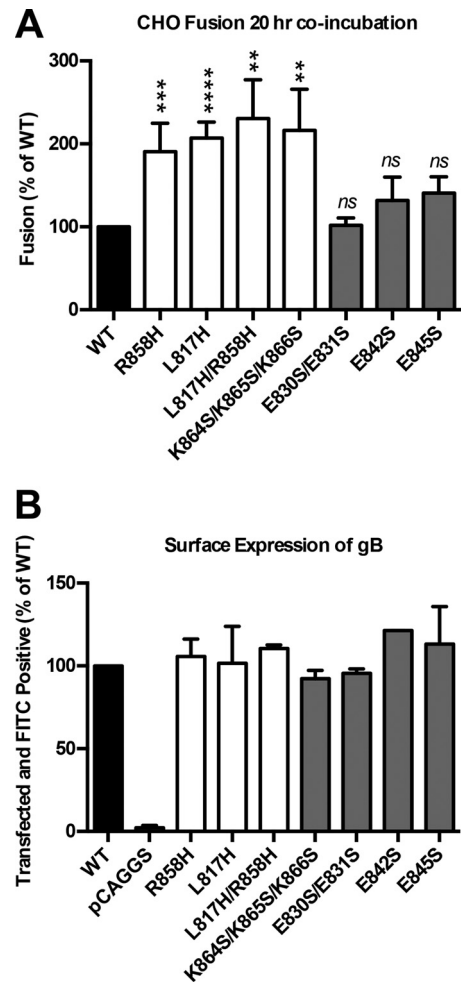 A
CHO Fusion 20 hr co-incubation
Fusion (% of WT)
300
200
100
0
***
****
**
**
ns
ns
ns
WT
R858H
L817H
L817H/R858H
K864S/K865S/K866S
E830S/E831S
E842S
E845S
B
Surface Expression of gB
Transfected and FITC Positive (% of WT)
150
100
50
0
WT
pCAGGS
R858H
L817H
L817H/R858H
K864S/K865S/K866S
E830S/E831S
E842S
E845S